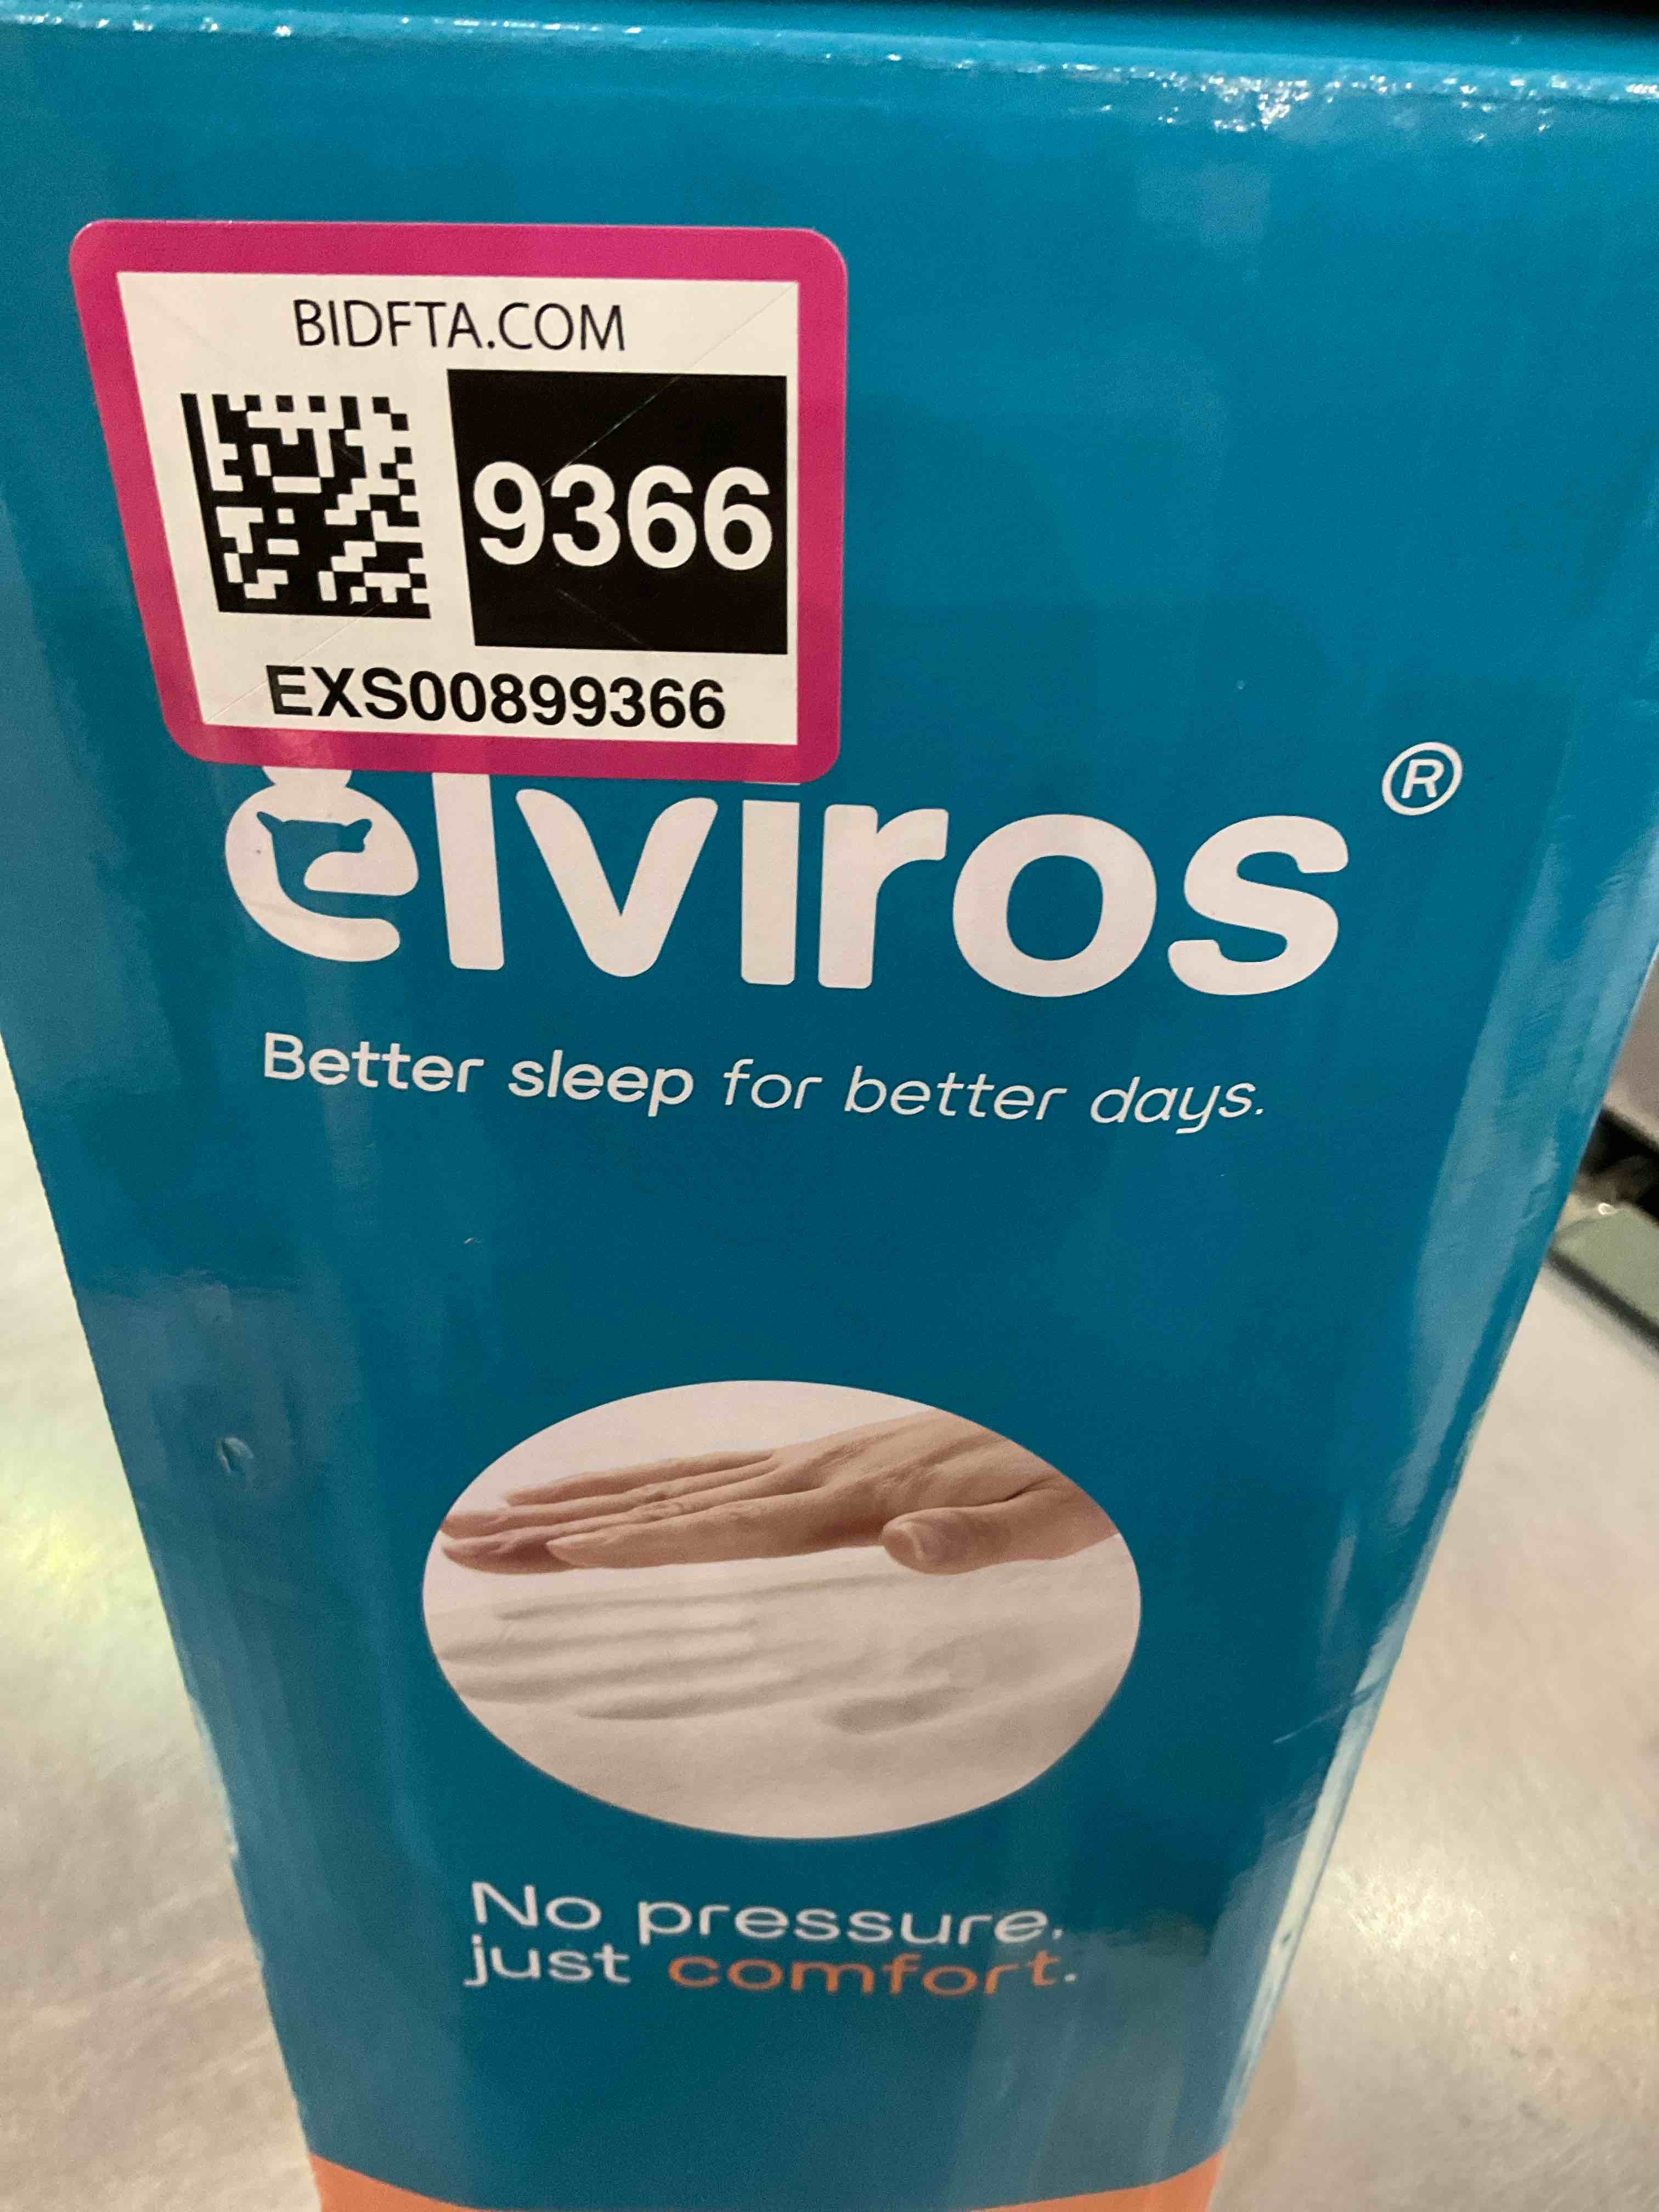 BIDFTA.COM
9366
EXS00899366
elviros®
Better sleep for better days.
No pressure,
just comfort.